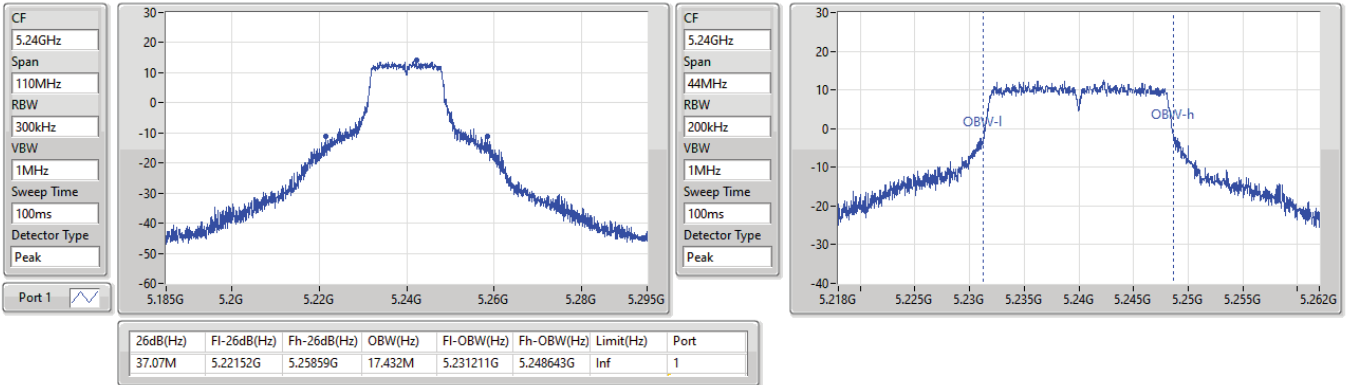 CF
5.24GHz
Span
110MHz
RBW
300kHz
VBW
1MHz
Sweep Time
100ms
Detector Type
Peak
Port 1
30-
20-
10-
0-
-10-
-20-
-30-
-40-
-50-
-60-
5.185G 5.2G 5.22G 5.24G 5.26G 5.28G 5.295G
CF
5.24GHz
Span
44MHz
RBW
200kHz
VBW
1MHz
Sweep Time
100ms
Detector Type
Peak
30-
20-
10-
0-
-10-
-20-
-30-
-40-
OBW-l OBW-h
5.218G 5.225G 5.23G 5.235G 5.24G 5.245G 5.25G 5.255G 5.262G
26dB(Hz) Fl-26dB(Hz) Fh-26dB(Hz) OBW(Hz) Fl-OBW(Hz) Fh-OBW(Hz) Limit(Hz) Port
37.07M 5.22152G 5.25859G 17.432M 5.231211G 5.248643G Inf 1